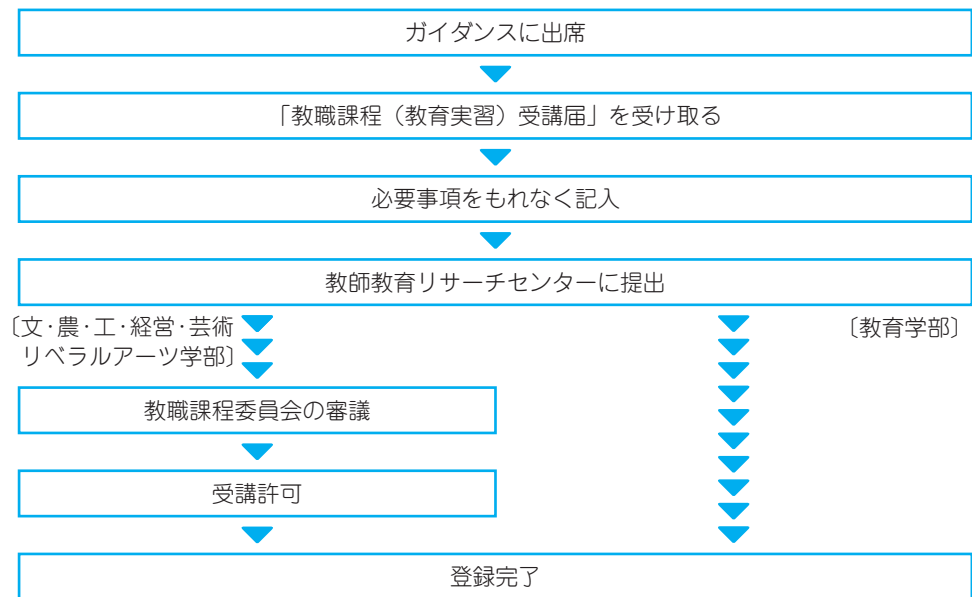 ガイダンスに出席
「教職課程（教育実習）受講届」を受け取る
必要事項をもれなく記入
教師教育リサーチセンターに提出
〔文・農・工・経営・芸術
リベラルアーツ学部〕
〔教育学部〕
教職課程委員会の審議
受講許可
登録完了